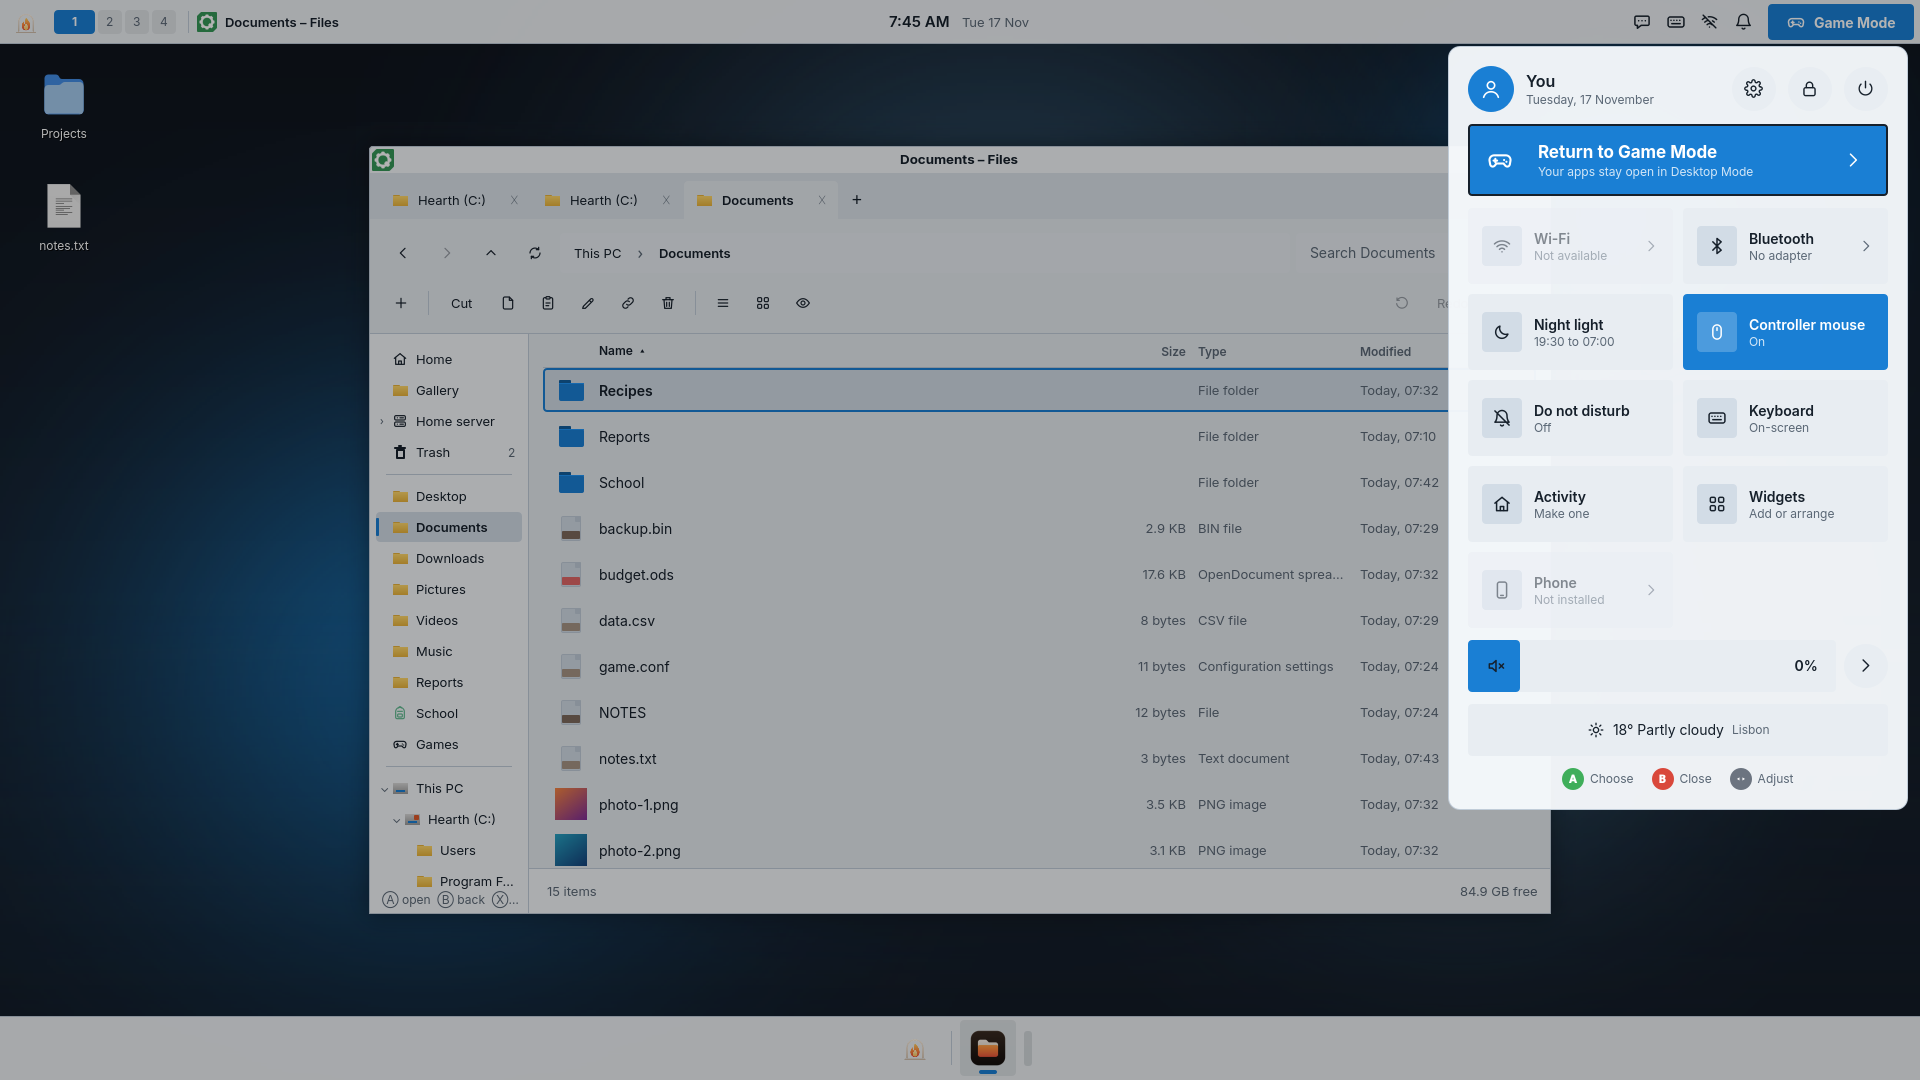 1 2 3 4 Documents – Files 7:45 AM Tue 17 Nov Game Mode
Projects
notes.txt
Documents – Files
Hearth (C:) X Hearth (C:) X Documents X +
This PC › Documents Search Documents
Cut
Home
Gallery
Home server
Trash 2
Desktop
Documents
Downloads
Pictures
Videos
Music
Reports
School
Games
This PC
Hearth (C:)
Users
Program F...
A open B back X...
Name Size Type Modified
Recipes File folder Today, 07:32
Reports File folder Today, 07:10
School File folder Today, 07:42
backup.bin 2.9 KB BIN file Today, 07:29
budget.ods 17.6 KB OpenDocument sprea... Today, 07:32
data.csv 8 bytes CSV file Today, 07:29
game.conf 11 bytes Configuration settings Today, 07:24
NOTES 12 bytes File Today, 07:24
notes.txt 3 bytes Text document Today, 07:43
photo-1.png 3.5 KB PNG image Today, 07:32
photo-2.png 3.1 KB PNG image Today, 07:32
15 items 84.9 GB free
You
Tuesday, 17 November
Return to Game Mode
Your apps stay open in Desktop Mode
Wi-Fi
Not available
Bluetooth
No adapter
Night light
19:30 to 07:00
Controller mouse
On
Do not disturb
Off
Keyboard
On-screen
Activity
Make one
Widgets
Add or arrange
Phone
Not installed
0%
18° Partly cloudy Lisbon
A Choose B Close Adjust